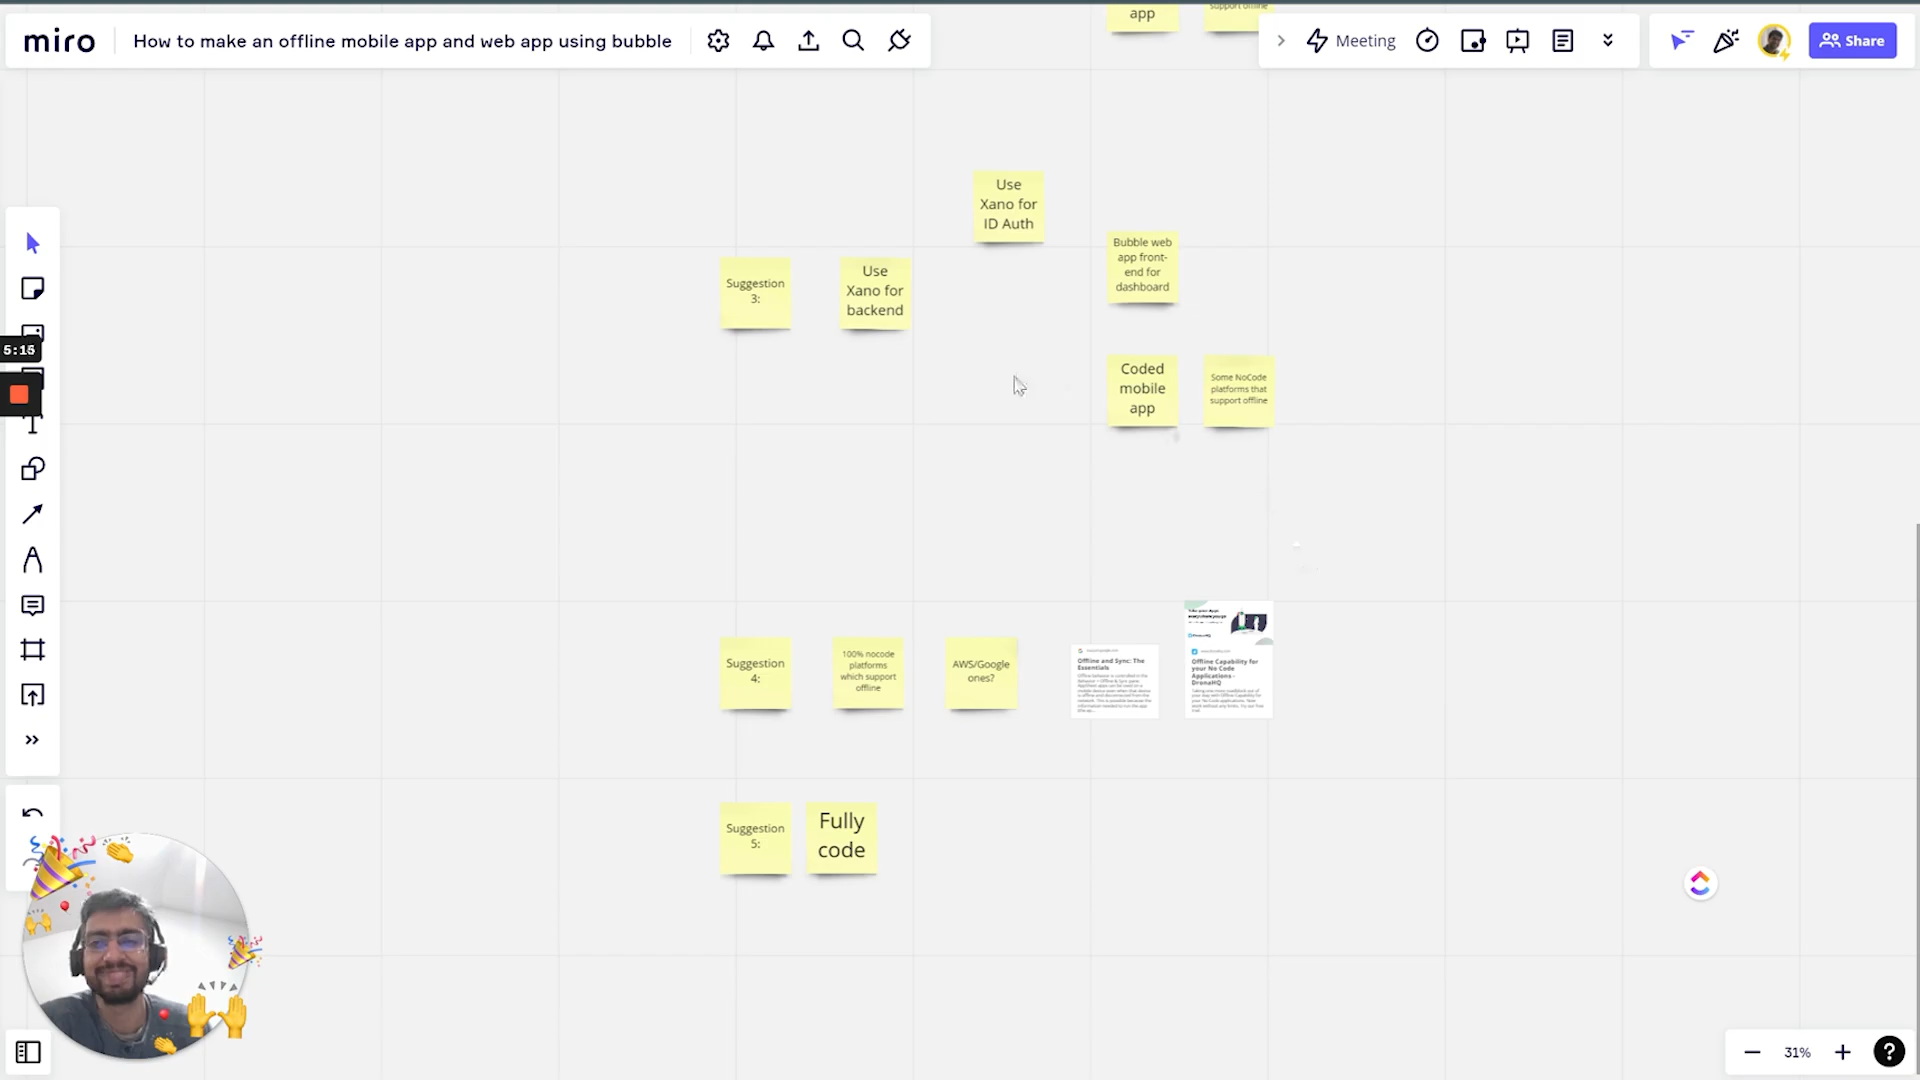 app
support offline
miro
How to make an offline mobile app and web app using bubble
Meeting
Share
Use
Xano for
ID Auth
Bubble web
app front-
end for
dashboard
Suggestion
3:
Use
Xano for
backend
5:15
Coded
mobile
app
Some NoCode
platforms that
support offline
Suggestion
4:
100% nocode
platforms
which support
offline
AWS/Google
ones?
Offline and Sync: The
Essentials
Offline Capability for
your No Code
Applications -
DronaHQ
Suggestion
5:
Fully
code
31%
?